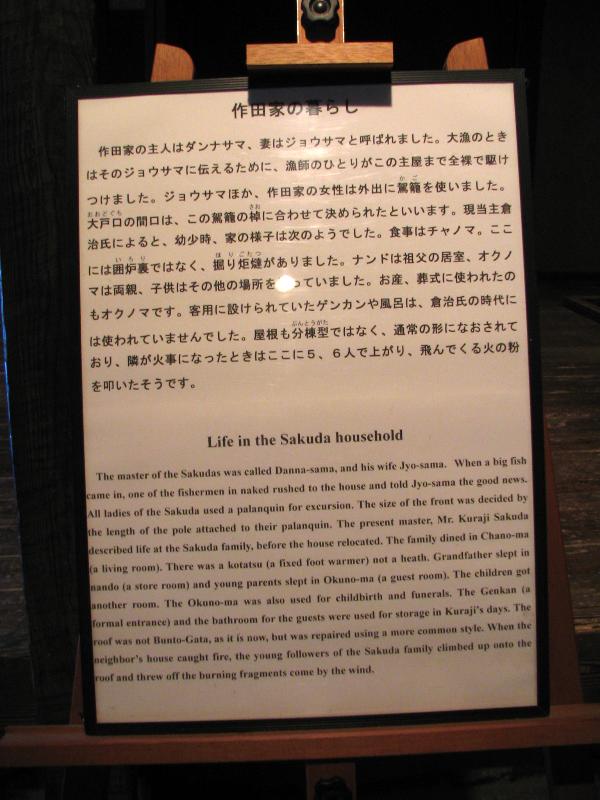 作田家の暮らし
作田家の主人はダンナサマ、妻はジョウサマと呼ばれました。大漁のとき
はそのジョウサマに伝えるために、漁師のひとりがこの主屋まで全裸で駆け
つけました。ジョウサマほか、作田家の女性は外出に駕籠を使いました。
大戸口の間口は、この駕籠の棹に合わせて決められたといいます。現当主倉
治氏によると、幼少時、家の様子は次のようでした。食事はチャノマ。ここ
には囲炉裏ではなく、掘り炬燵がありました。ナンドは祖父の居室、オクノ
マは両親、子供はその他の場所を っていました。お産、葬式に使われたの
もオクノマです。客用に設けられていたゲンカンや風呂は、倉治氏の時代に
は使われていませんでした。屋根も分棟型ではなく、通常の形になおされて
おり、隣が火事になったときはここに５、６人で上がり、飛んでくる火の粉
を叩いたそうです。
Life in the Sakuda household
The master of the Sakudas was called Danna-sama, and his wife Jyo-sama. When a big fish
came in, one of the fishermen in naked rushed to the house and told Jyo-sama the good news.
All ladies of the Sakuda used a palanquin for excursion. The size of the front was decided by
the length of the pole attached to their palanquin. The present master, Mr. Kuraji Sakuda
described life at the Sakuda family, before the house relocated. The family dined in Chano-ma
(a living room). There was a kotatsu (a fixed foot warmer) not a heath. Grandfather slept in
nando (a store room) and young parents slept in Okuno-ma (a guest room). The children got
another room. The Okuno-ma was also used for childbirth and funerals. The Genkan (a
formal entrance) and the bathroom for the guests were used for storage in Kuraji's days. The
roof was not Bunto-Gata, as it is now, but was repaired using a more common style. When the
neighbor's house caught fire, the young followers of the Sakuda family climbed up onto the
roof and threw off the burning fragments come by the wind.